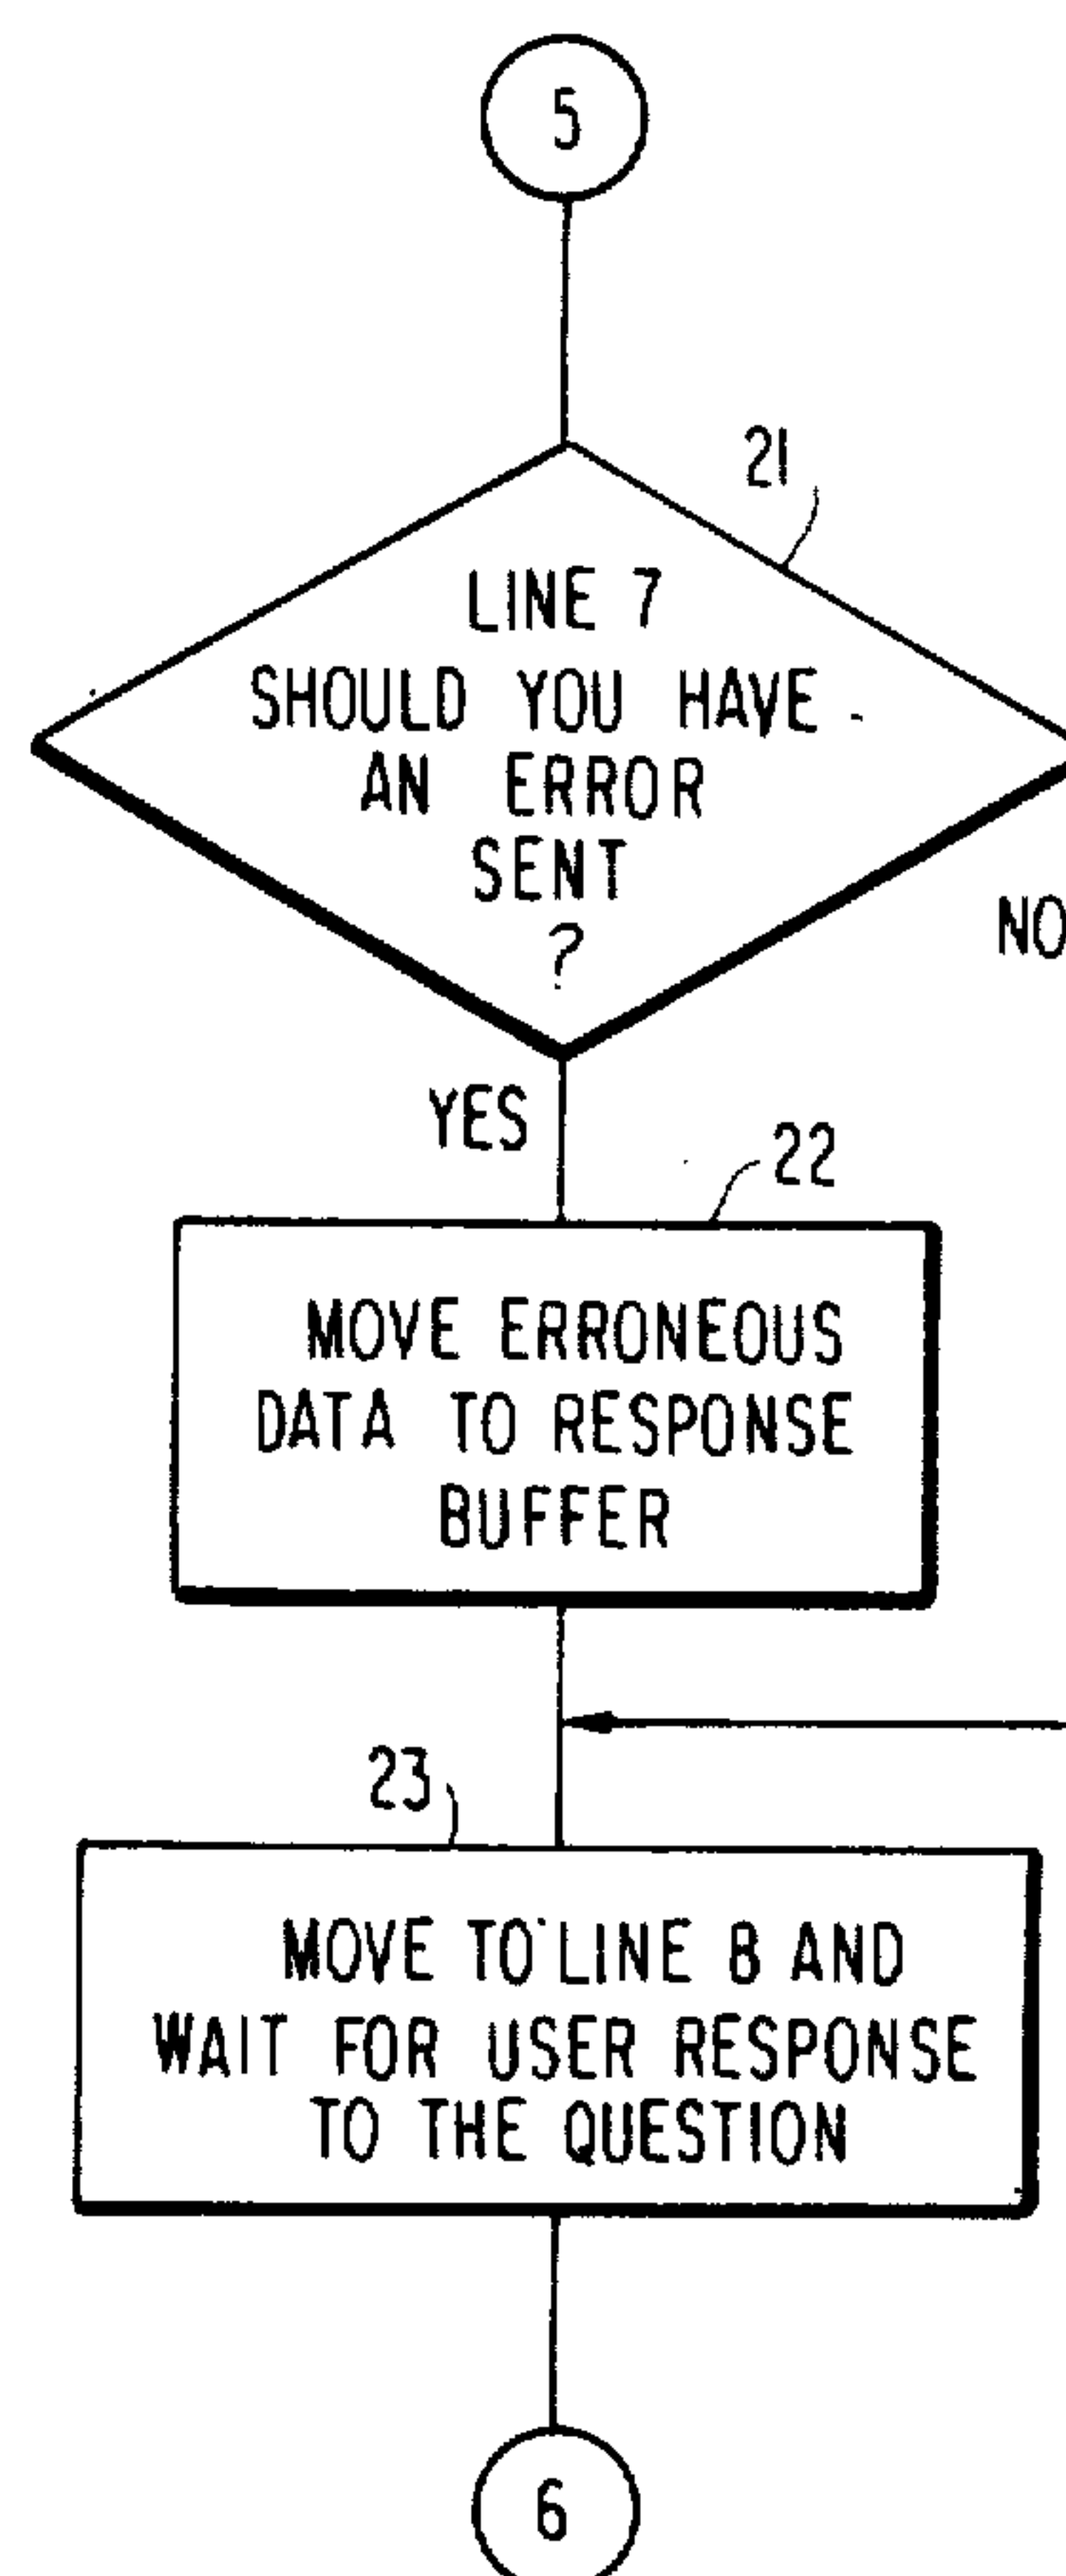 5
21
LINE 7
SHOULD YOU HAVE
AN ERROR
SENT
?
NO
YES
22
MOVE ERRONEOUS
DATA TO RESPONSE
BUFFER
23
MOVE TO LINE 8 AND
WAIT FOR USER RESPONSE
TO THE QUESTION
6